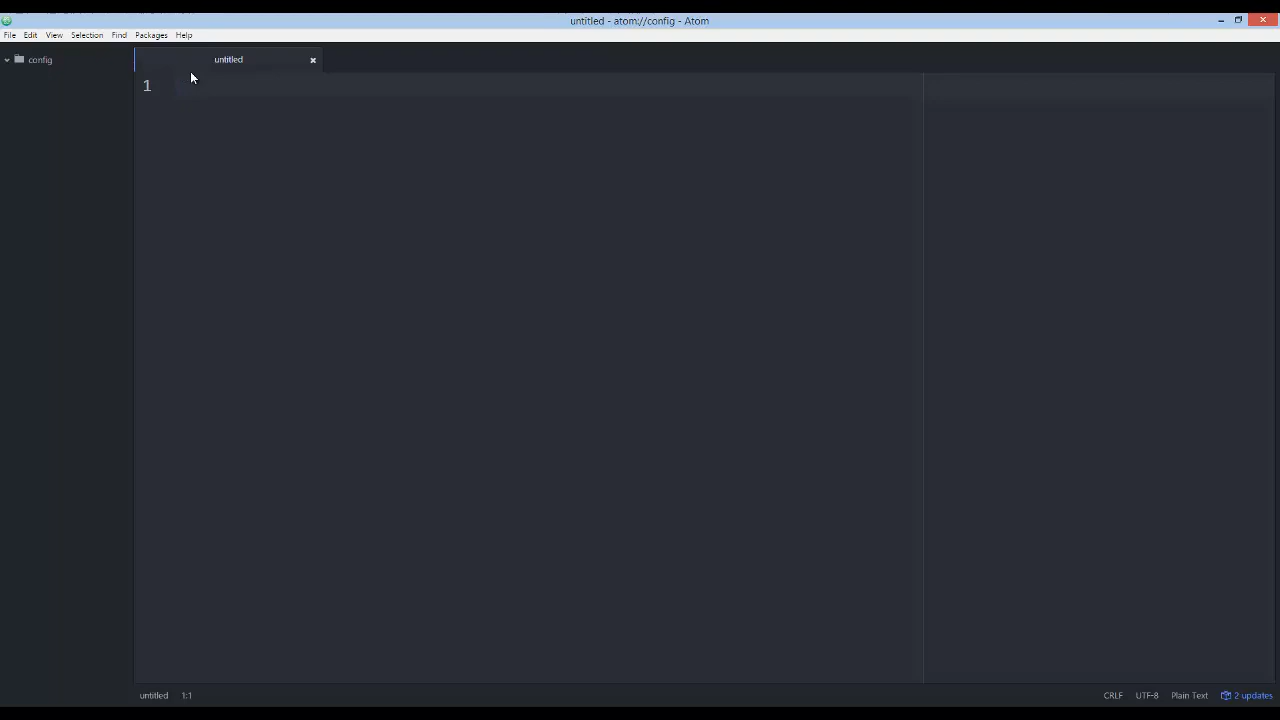 untitled - atom://config - Atom
File Edit View Selection Find Packages Help
config
untitled
1
untitled 1:1 CRLF UTF-8 Plain Text 2 updates